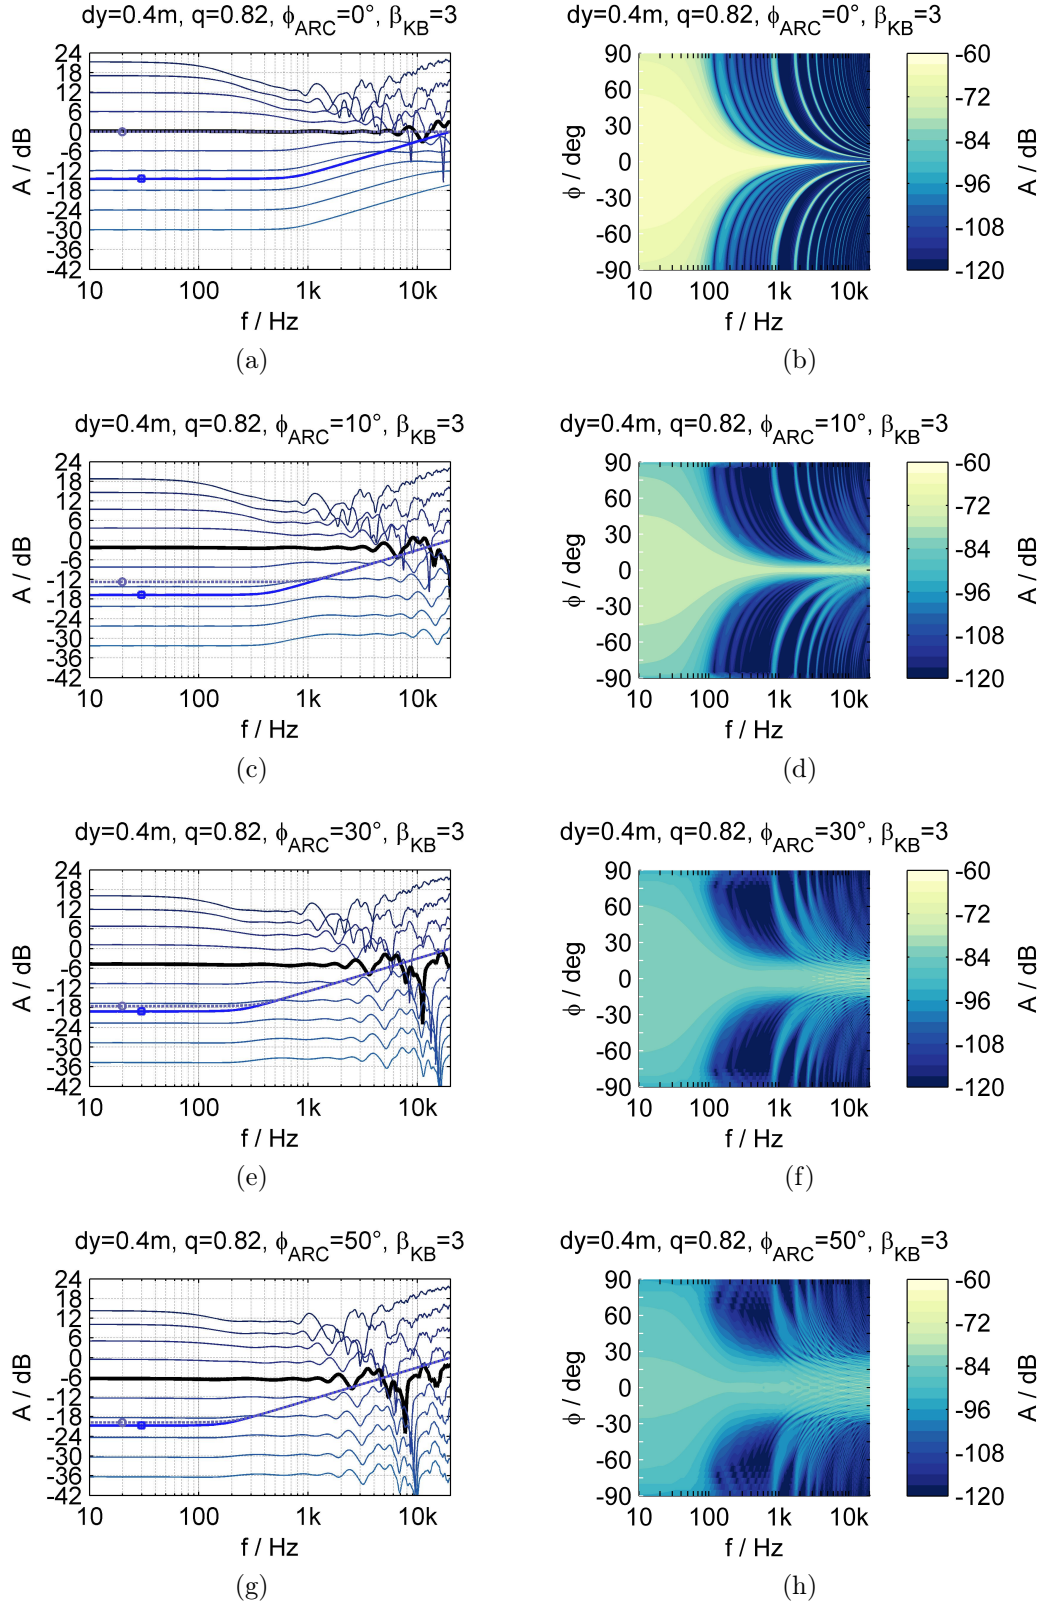 dy=0.4m, q=0.82, ϕARC=0°, βKB=3
24
18
12
6
0
-6
-12
-18
-24
-30
-36
-42
A / dB
10 100 1k 10k
f / Hz
(a)
dy=0.4m, q=0.82, ϕARC=0°, βKB=3
90
60
30
0
-30
-60
-90
ϕ / deg
10 100 1k 10k
f / Hz
-60
-72
-84
-96
-108
-120
A / dB
(b)
dy=0.4m, q=0.82, ϕARC=10°, βKB=3
24
18
12
6
0
-6
-12
-18
-24
-30
-36
-42
A / dB
10 100 1k 10k
f / Hz
(c)
dy=0.4m, q=0.82, ϕARC=10°, βKB=3
90
60
30
0
-30
-60
-90
ϕ / deg
10 100 1k 10k
f / Hz
-60
-72
-84
-96
-108
-120
A / dB
(d)
dy=0.4m, q=0.82, ϕARC=30°, βKB=3
24
18
12
6
0
-6
-12
-18
-24
-30
-36
-42
A / dB
10 100 1k 10k
f / Hz
(e)
dy=0.4m, q=0.82, ϕARC=30°, βKB=3
90
60
30
0
-30
-60
-90
ϕ / deg
10 100 1k 10k
f / Hz
-60
-72
-84
-96
-108
-120
A / dB
(f)
dy=0.4m, q=0.82, ϕARC=50°, βKB=3
24
18
12
6
0
-6
-12
-18
-24
-30
-36
-42
A / dB
10 100 1k 10k
f / Hz
(g)
dy=0.4m, q=0.82, ϕARC=50°, βKB=3
90
60
30
0
-30
-60
-90
ϕ / deg
10 100 1k 10k
f / Hz
-60
-72
-84
-96
-108
-120
A / dB
(h)